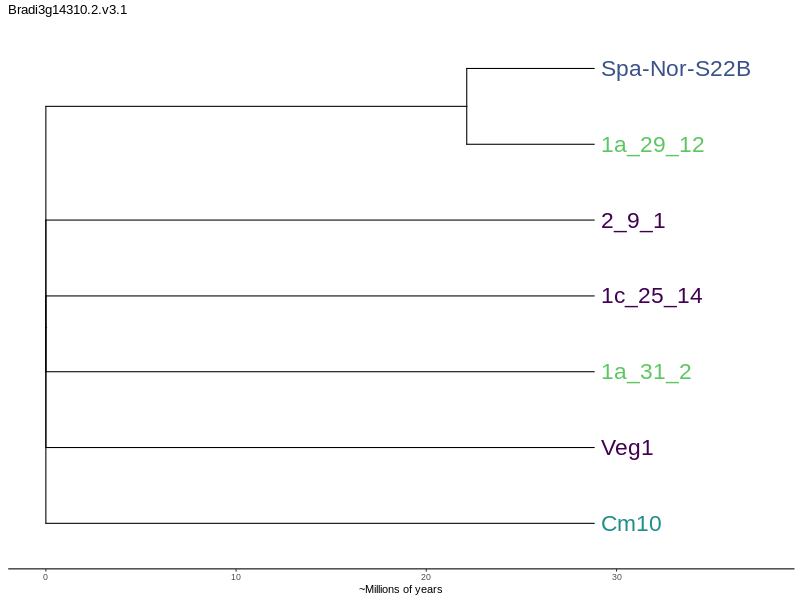 Bradi3g14310.2.v3.1
Spa-Nor-S22B
1a_29_12
2_9_1
1c_25_14
1a_31_2
Veg1
Cm10
0 10 20 30
~Millions of years